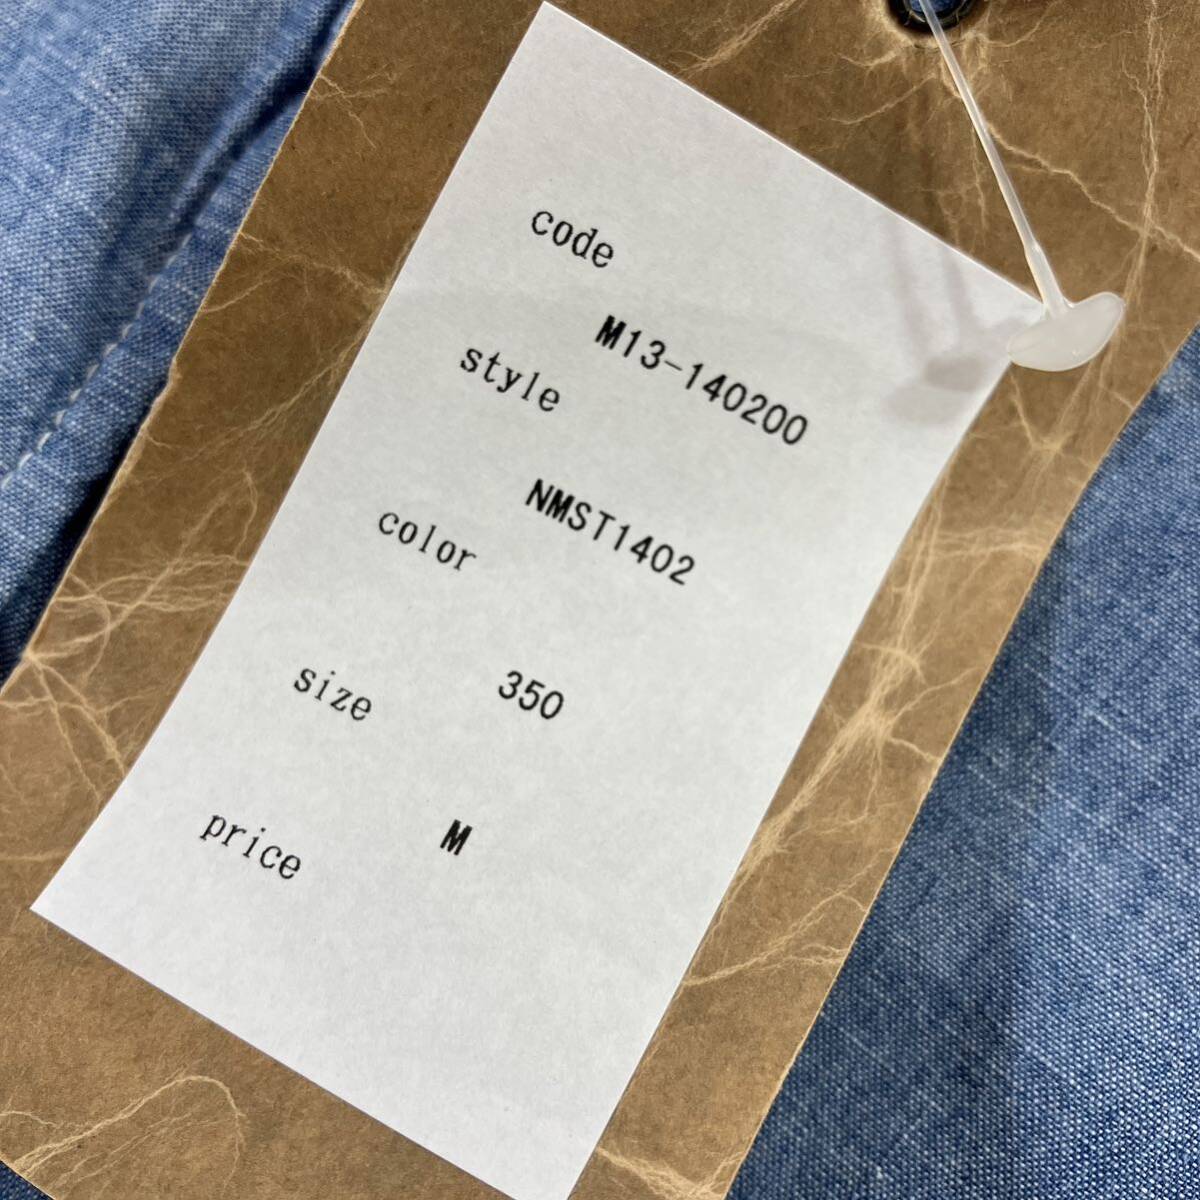 code
M13-140200
style
NMST1402
color
350
size
M
price